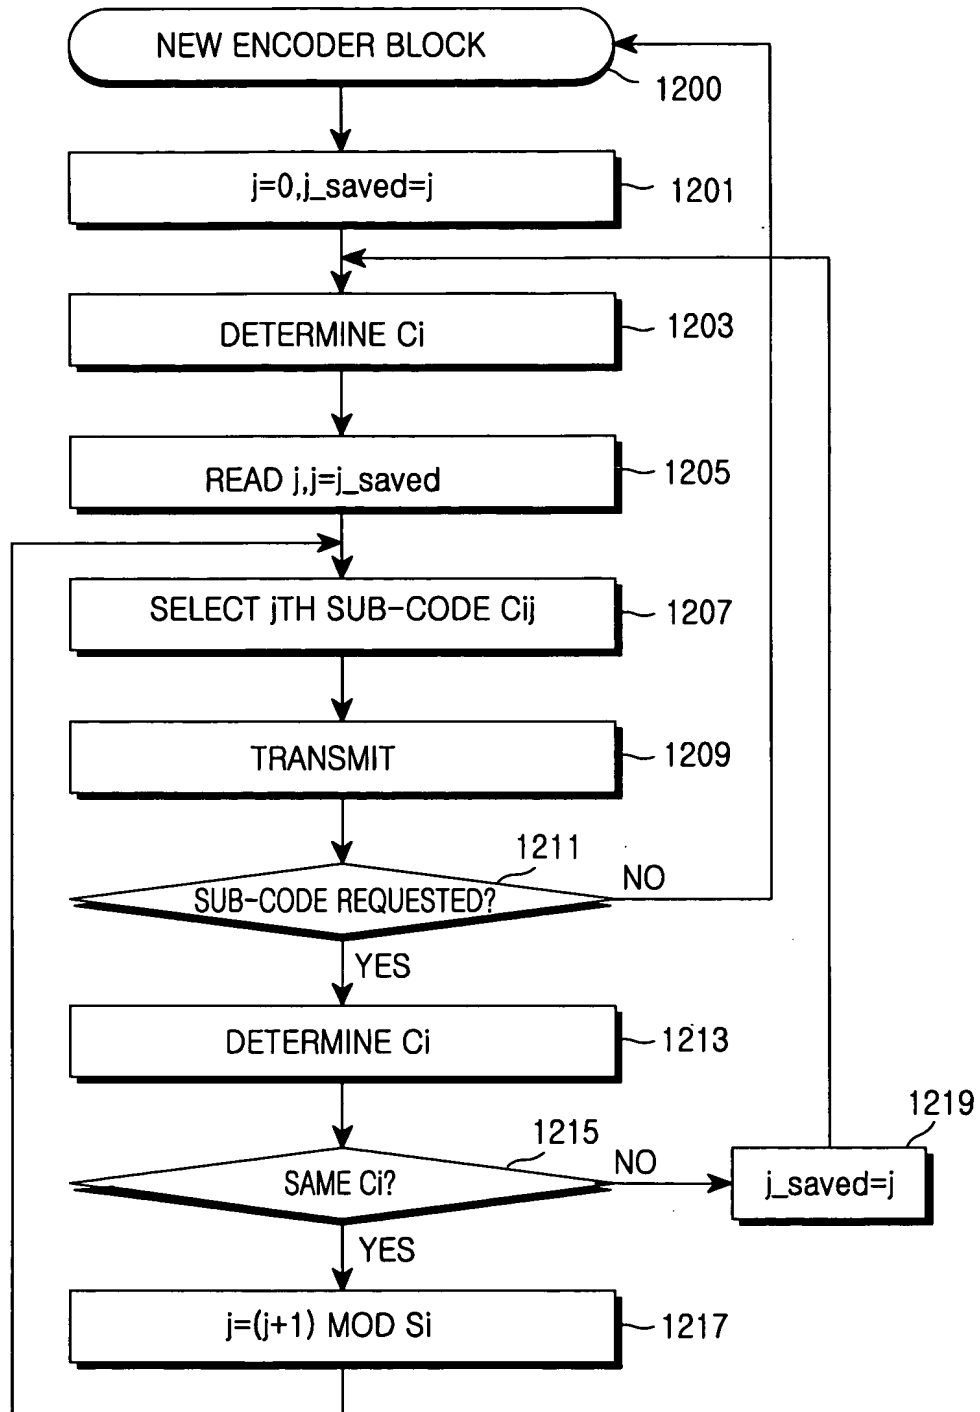 NEW ENCODER BLOCK
1200
j=0,j_saved=j
1201
DETERMINE Ci
1203
READ j,j=j_saved
1205
SELECT jTH SUB-CODE Cij
1207
TRANSMIT
1209
1211
SUB-CODE REQUESTED?
NO
YES
DETERMINE Ci
1213
1215
SAME Ci?
NO
1219
j_saved=j
YES
j=(j+1) MOD Si
1217